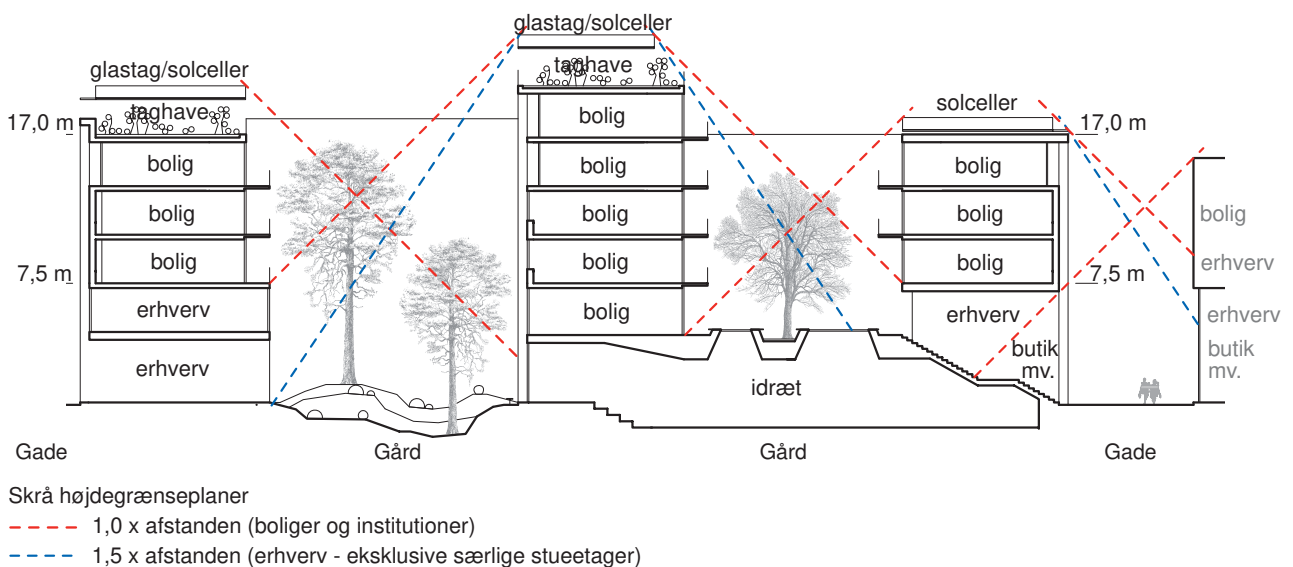 glastag/solceller
taghave
17,0 m
bolig
bolig
7,5 m
bolig
erhverv
erhverv
glastag/solceller
taghave
bolig
bolig
bolig
bolig
bolig
idræt
solceller
17,0 m
bolig
bolig
bolig
7,5 m
erhverv
butik
mv.
bolig
erhverv
erhverv
butik
mv.
Gade
Gård
Gård
Gade
Skrå højdegrænseplaner
1,0 x afstanden (boliger og institutioner)
1,5 x afstanden (erhverv - eksklusive særlige stueetager)